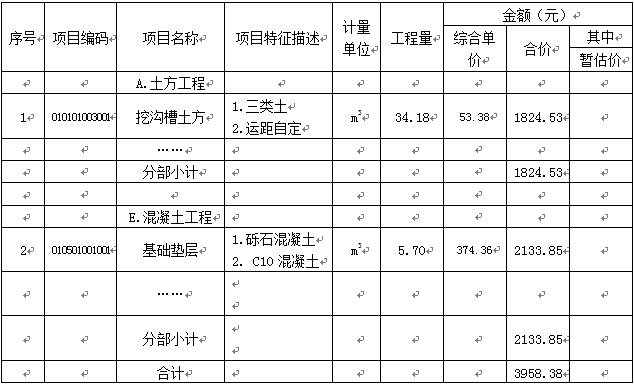 金额（元）
序号 项目编码 项目名称 项目特征描述 计量单位 工程量 综合单价 合价 其中
暂估价
A.土方工程
1 010101003001 挖沟槽土方 1.三类土 m³ 34.18 53.38 1824.53
2.运距自定
……
分部小计 1824.53
E.混凝土工程
2 010501001001 基础垫层 1.砾石混凝土 m³ 5.70 374.36 2133.85
2. C10 混凝土
……
分部小计 2133.85
合计 3958.38